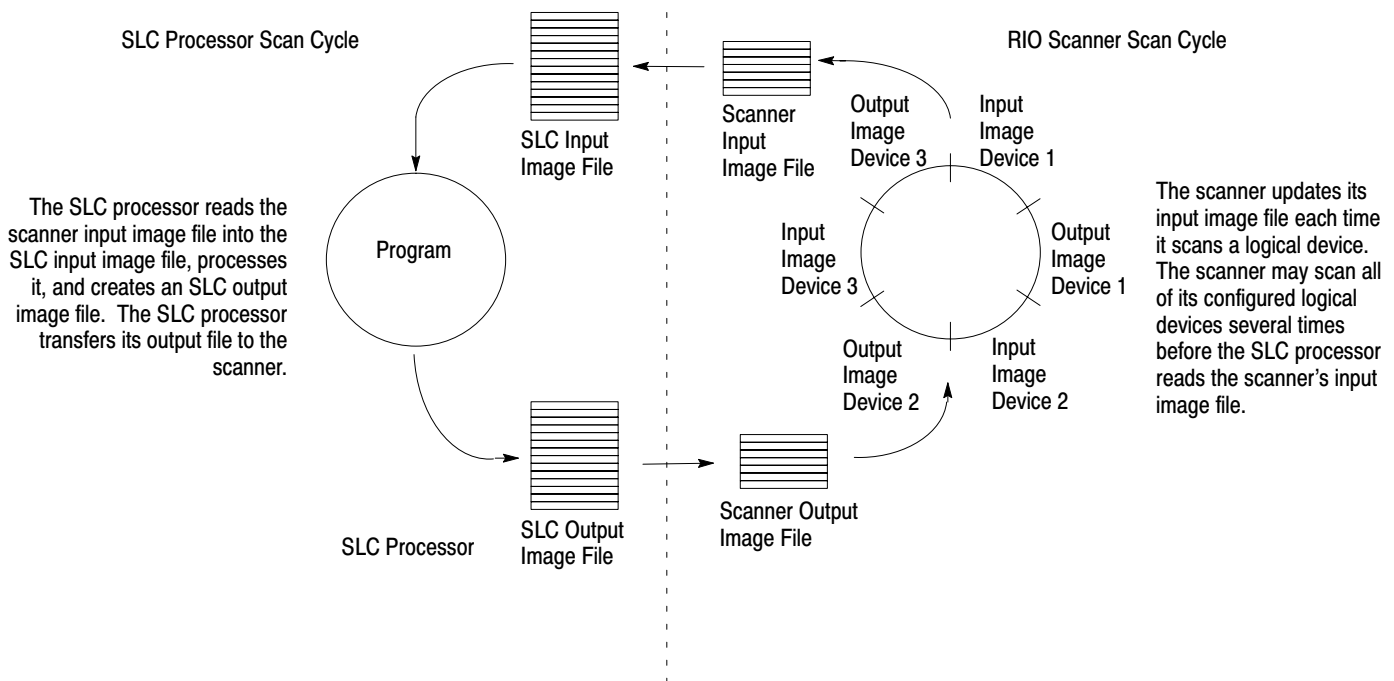 SLC Processor Scan Cycle
RIO Scanner Scan Cycle
SLC Input
Image File
Scanner
Input
Image File
Output
Image
Device 3
Input
Image
Device 1
The SLC processor reads the
scanner input image file into the
SLC input image file, processes
it, and creates an SLC output
image file. The SLC processor
transfers its output file to the
scanner.
Program
Input
Image
Device 3
Output
Image
Device 1
The scanner updates its
input image file each time
it scans a logical device.
The scanner may scan all
of its configured logical
devices several times
before the SLC processor
reads the scanner's input
image file.
Output
Image
Device 2
Input
Image
Device 2
SLC Processor
SLC Output
Image File
Scanner Output
Image File